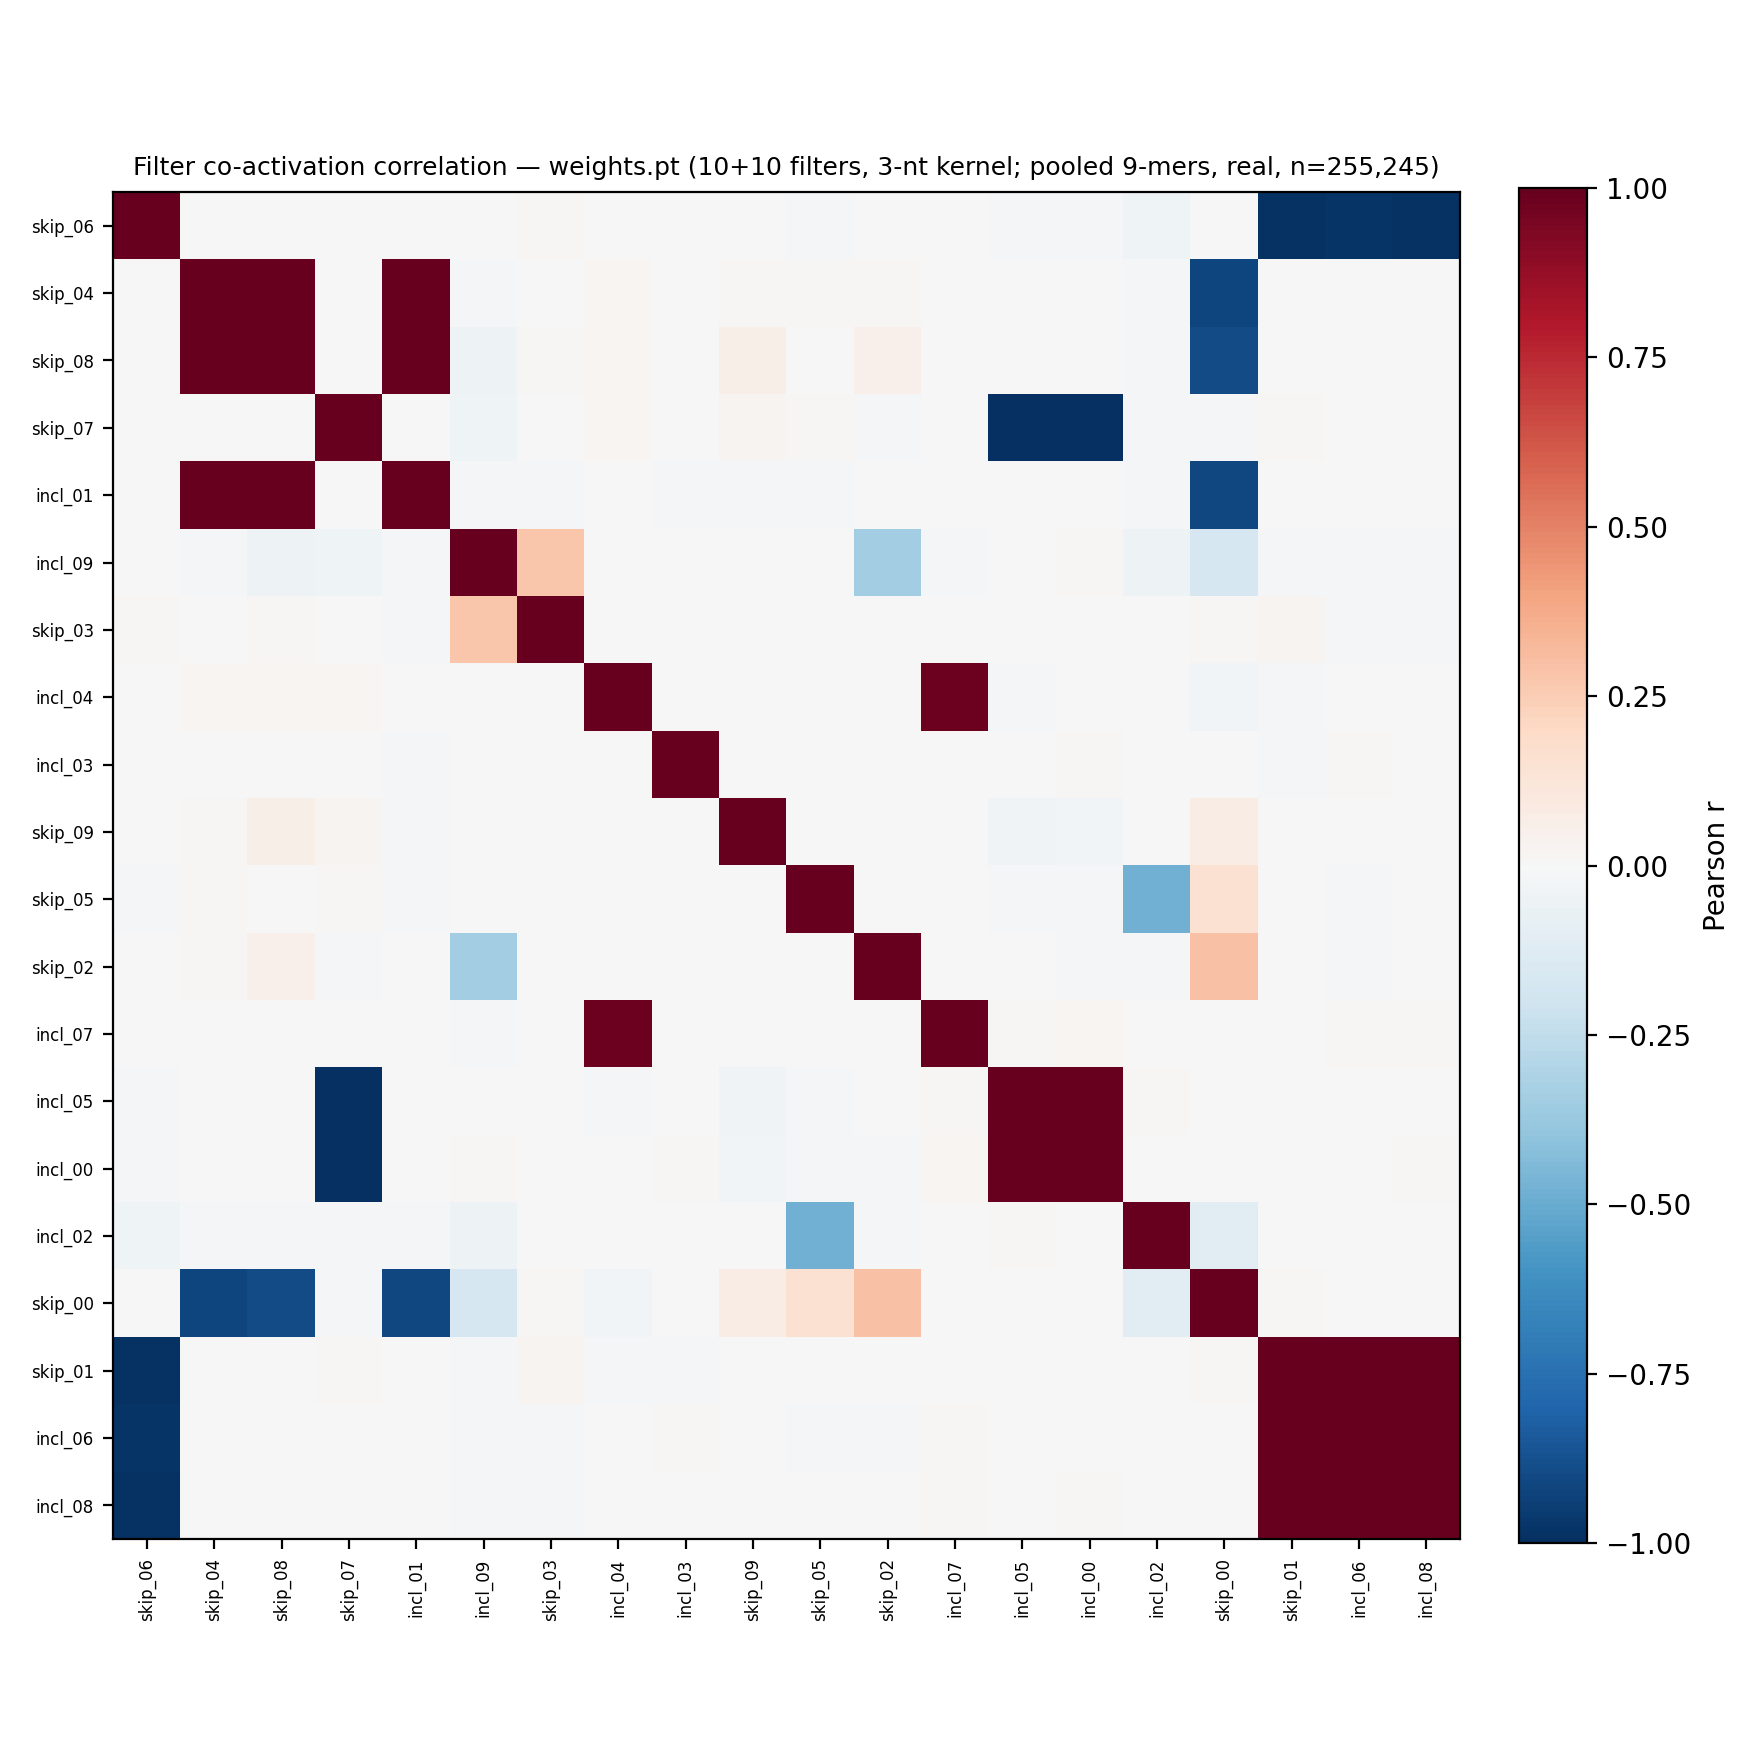 Filter co-activation correlation — weights.pt (10+10 filters, 3-nt kernel; pooled 9-mers, real, n=255,245)
skip_06
skip_04
skip_08
skip_07
incl_01
incl_09
skip_03
incl_04
incl_03
skip_09
skip_05
skip_02
incl_07
incl_05
incl_00
incl_02
skip_00
skip_01
incl_06
incl_08
skip_06
skip_04
skip_08
skip_07
incl_01
incl_09
skip_03
incl_04
incl_03
skip_09
skip_05
skip_02
incl_07
incl_05
incl_00
incl_02
skip_00
skip_01
incl_06
incl_08
1.00
0.75
0.50
0.25
0.00
−0.25
−0.50
−0.75
−1.00
Pearson r